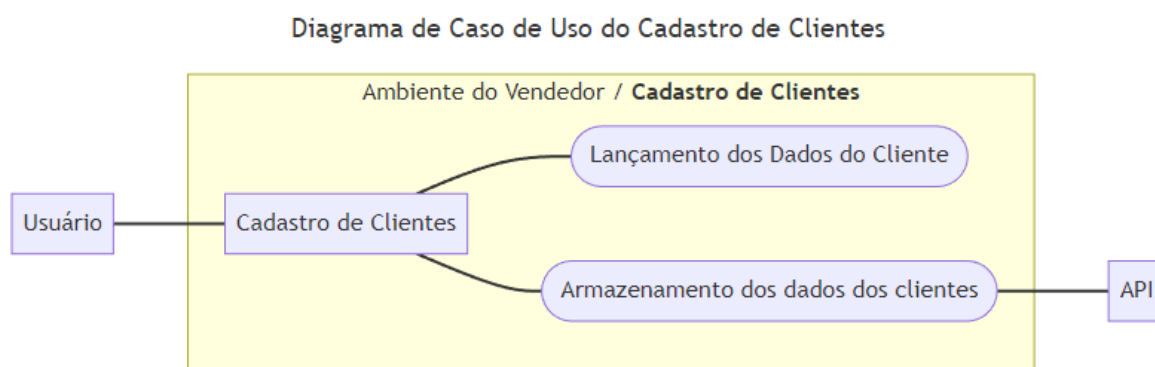 Diagrama de Caso de Uso do Cadastro de Clientes
Ambiente do Vendedor / Cadastro de Clientes
Lançamento dos Dados do Cliente
Usuário
Cadastro de Clientes
Armazenamento dos dados dos clientes
API